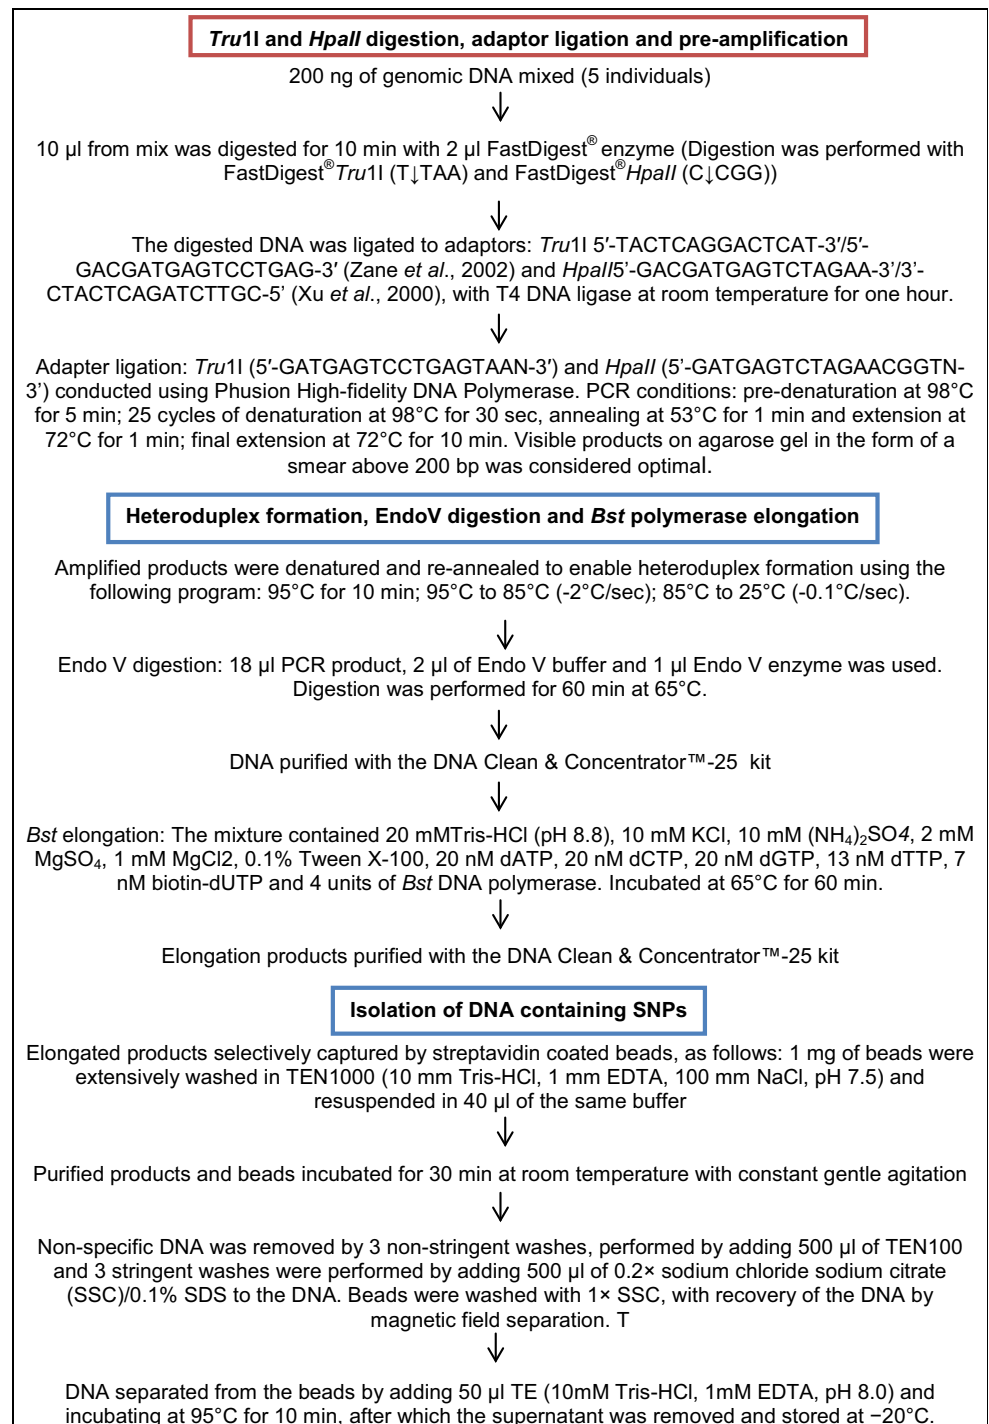 Tru1I and HpaII digestion, adaptor ligation and pre-amplification
200 ng of genomic DNA mixed (5 individuals)
10 µl from mix was digested for 10 min with 2 µl FastDigest® enzyme (Digestion was performed with
FastDigest®Tru1I (T↓TAA) and FastDigest®HpaII (C↓CGG))
The digested DNA was ligated to adaptors: Tru1I 5′-TACTCAGGACTCAT-3′/5′-
GACGATGAGTCCTGAG-3′ (Zane et al., 2002) and HpaII5’-GACGATGAGTCTAGAA-3’/3’-
CTACTCAGATCTTGC-5’ (Xu et al., 2000), with T4 DNA ligase at room temperature for one hour.
Adapter ligation: Tru1I (5′-GATGAGTCCTGAGTAAN-3′) and HpaII (5’-GATGAGTCTAGAACGGTN-
3’) conducted using Phusion High-fidelity DNA Polymerase. PCR conditions: pre-denaturation at 98°C
for 5 min; 25 cycles of denaturation at 98°C for 30 sec, annealing at 53°C for 1 min and extension at
72°C for 1 min; final extension at 72°C for 10 min. Visible products on agarose gel in the form of a
smear above 200 bp was considered optimal.
Heteroduplex formation, EndoV digestion and Bst polymerase elongation
Amplified products were denatured and re-annealed to enable heteroduplex formation using the
following program: 95°C for 10 min; 95°C to 85°C (-2°C/sec); 85°C to 25°C (-0.1°C/sec).
Endo V digestion: 18 µl PCR product, 2 µl of Endo V buffer and 1 µl Endo V enzyme was used.
Digestion was performed for 60 min at 65°C.
DNA purified with the DNA Clean & Concentrator™-25 kit
Bst elongation: The mixture contained 20 mMTris-HCl (pH 8.8), 10 mM KCl, 10 mM (NH4)2SO4, 2 mM
MgSO4, 1 mM MgCl2, 0.1% Tween X-100, 20 nM dATP, 20 nM dCTP, 20 nM dGTP, 13 nM dTTP, 7
nM biotin-dUTP and 4 units of Bst DNA polymerase. Incubated at 65°C for 60 min.
Elongation products purified with the DNA Clean & Concentrator™-25 kit
Isolation of DNA containing SNPs
Elongated products selectively captured by streptavidin coated beads, as follows: 1 mg of beads were
extensively washed in TEN1000 (10 mm Tris-HCl, 1 mm EDTA, 100 mm NaCl, pH 7.5) and
resuspended in 40 µl of the same buffer
Purified products and beads incubated for 30 min at room temperature with constant gentle agitation
Non-specific DNA was removed by 3 non-stringent washes, performed by adding 500 µl of TEN100
and 3 stringent washes were performed by adding 500 µl of 0.2× sodium chloride sodium citrate
(SSC)/0.1% SDS to the DNA. Beads were washed with 1× SSC, with recovery of the DNA by
magnetic field separation. T
DNA separated from the beads by adding 50 µl TE (10mM Tris-HCl, 1mM EDTA, pH 8.0) and
incubating at 95°C for 10 min, after which the supernatant was removed and stored at −20°C.